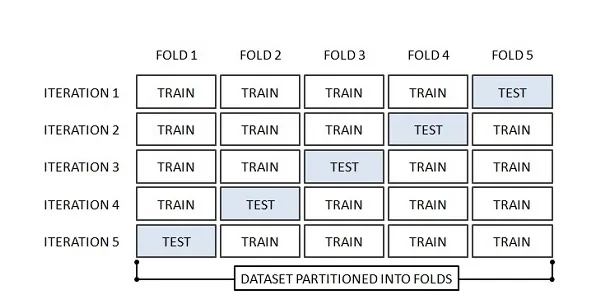 FOLD 1 FOLD 2 FOLD 3 FOLD 4 FOLD 5
ITERATION 1 TRAIN TRAIN TRAIN TRAIN TEST
ITERATION 2 TRAIN TRAIN TRAIN TEST TRAIN
ITERATION 3 TRAIN TRAIN TEST TRAIN TRAIN
ITERATION 4 TRAIN TEST TRAIN TRAIN TRAIN
ITERATION 5 TEST TRAIN TRAIN TRAIN TRAIN
DATASET PARTITIONED INTO FOLDS